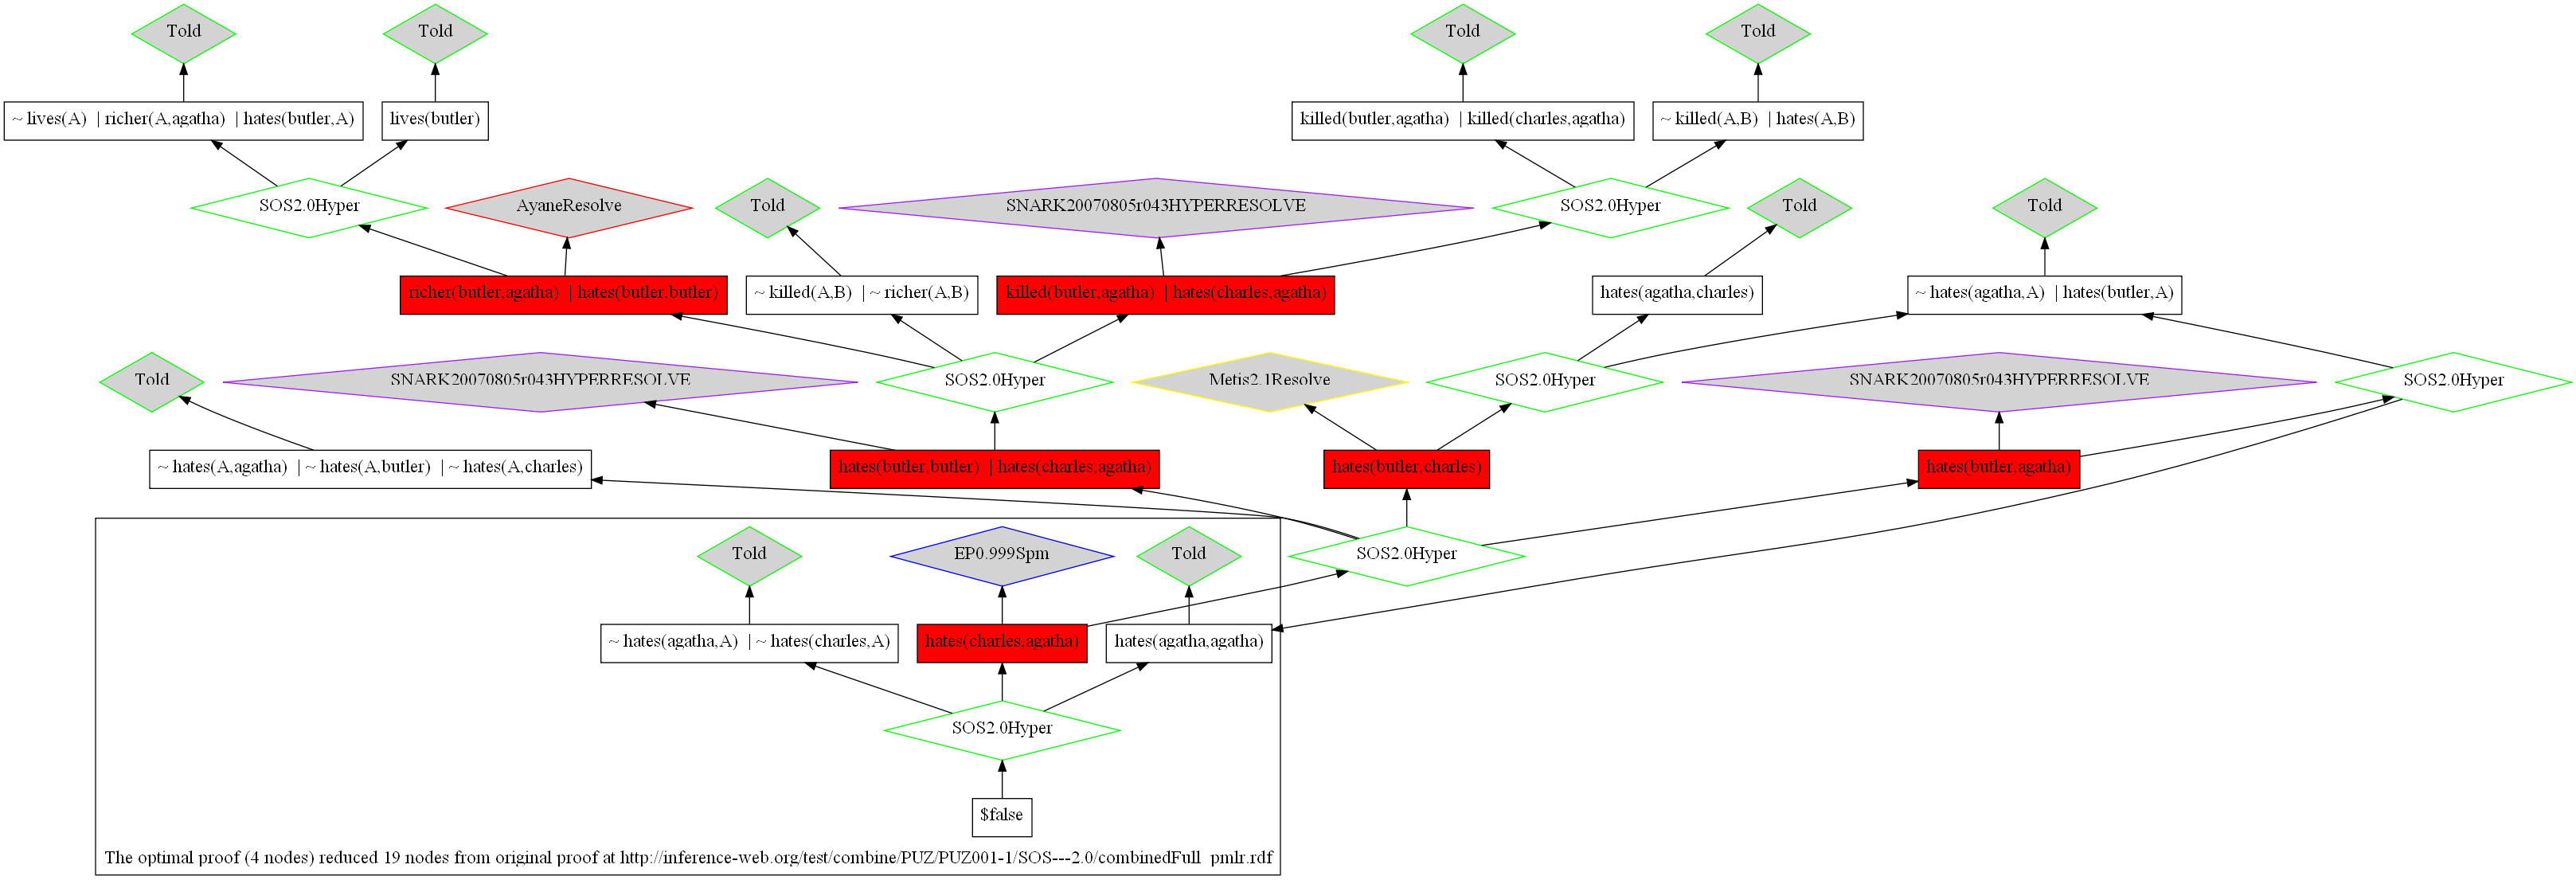 Told
Told
Told
Told
~ lives(A) | richer(A,agatha) | hates(butler,A)
lives(butler)
killed(butler,agatha) | killed(charles,agatha)
~ killed(A,B) | hates(A,B)
SOS2.0Hyper
AyaneResolve
Told
SNARK20070805r043HYPERRESOLVE
SOS2.0Hyper
Told
Told
richer(butler,agatha) | hates(butler,butler)
~ killed(A,B) | ~ richer(A,B)
killed(butler,agatha) | hates(charles,agatha)
hates(agatha,charles)
~ hates(agatha,A) | hates(butler,A)
Told
SNARK20070805r043HYPERRESOLVE
SOS2.0Hyper
Metis2.1Resolve
SOS2.0Hyper
SNARK20070805r043HYPERRESOLVE
SOS2.0Hyper
~ hates(A,agatha) | ~ hates(A,butler) | ~ hates(A,charles)
hates(butler,butler) | hates(charles,agatha)
hates(butler,charles)
hates(butler,agatha)
Told
EP0.999Spm
Told
SOS2.0Hyper
~ hates(agatha,A) | ~ hates(charles,A)
hates(charles,agatha)
hates(agatha,agatha)
SOS2.0Hyper
$false
The optimal proof (4 nodes) reduced 19 nodes from original proof at http://inference-web.org/test/combine/PUZ/PUZ001-1/SOS---2.0/combinedFull_pmlr.rdf